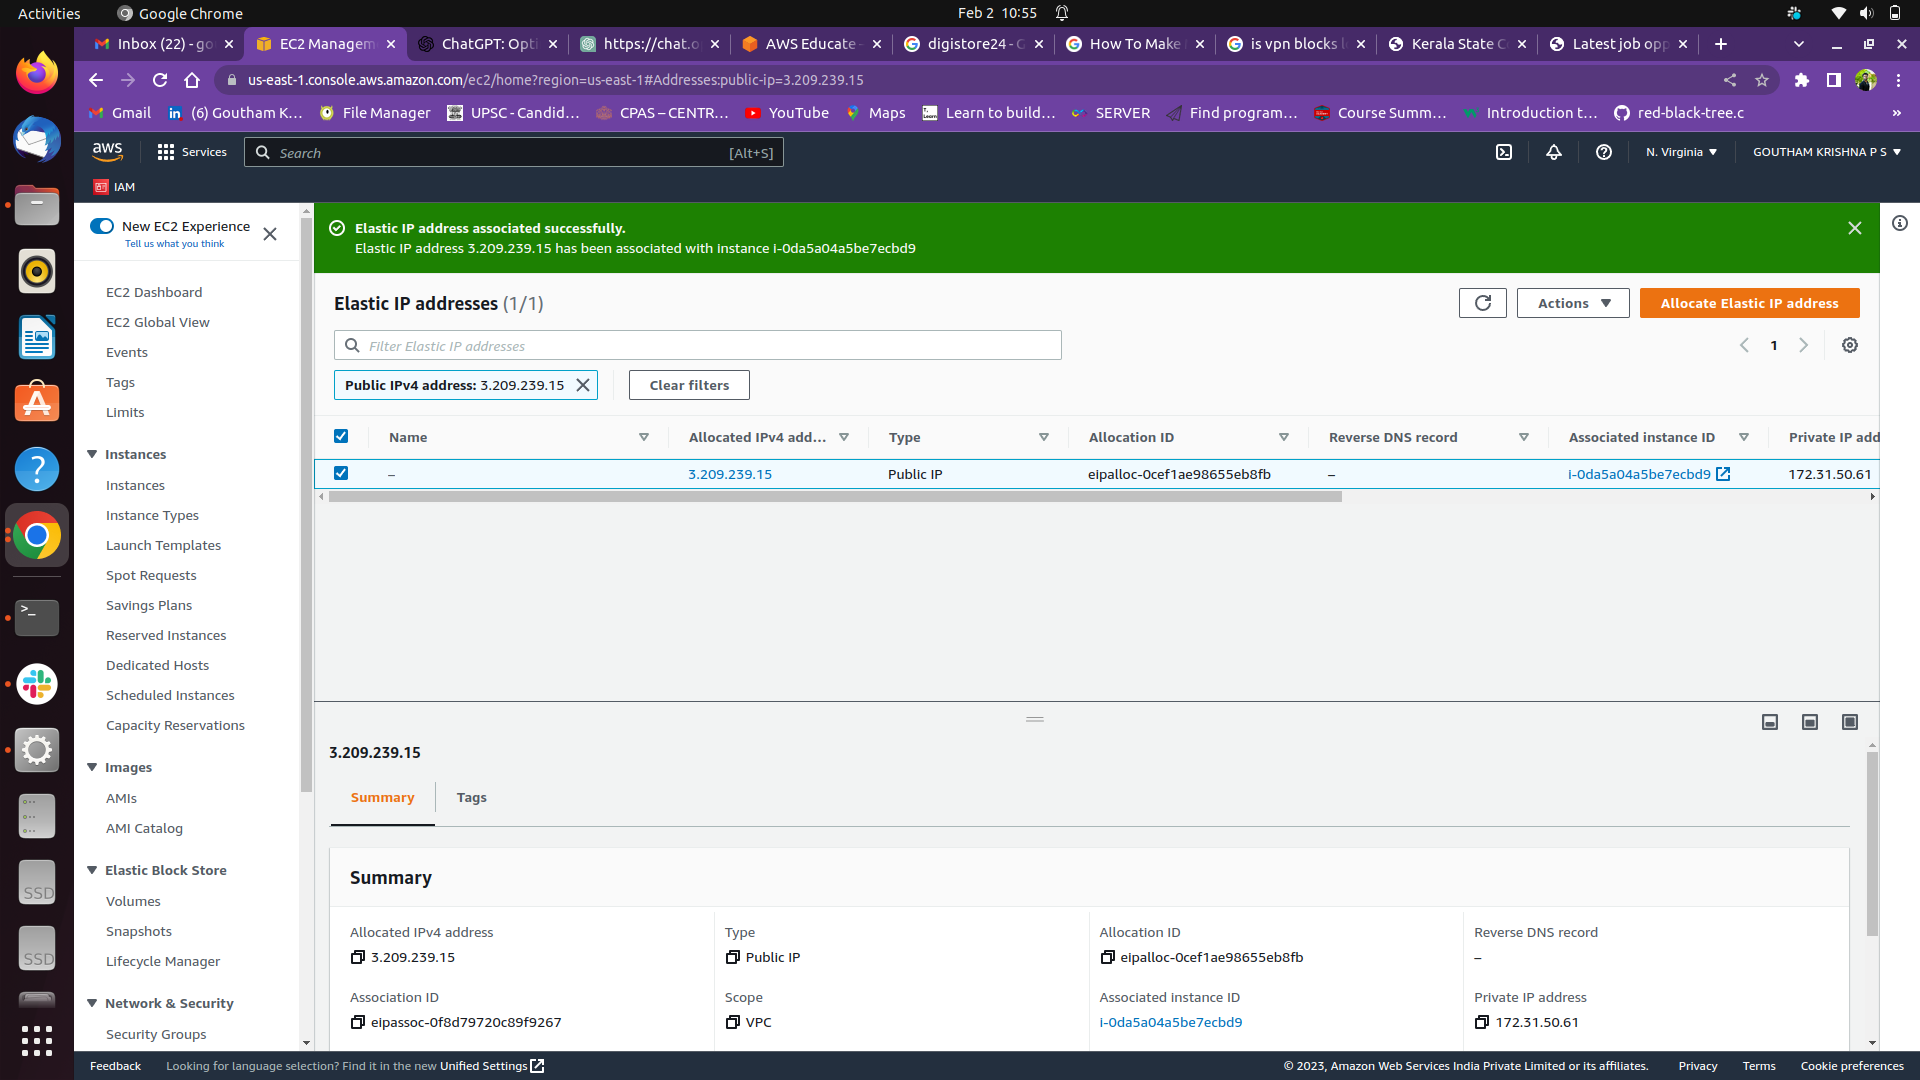 Activities
Google Chrome
Feb 2 10:55
Inbox (22) - go
EC2 Managem
ChatGPT: Opti
https://chat.o
AWS Educate -
digistore24 - G
How To Make
is vpn blocks l
Kerala State C
Latest job opp
us-east-1.console.aws.amazon.com/ec2/home?region=us-east-1#Addresses:public-ip=3.209.239.15
Gmail
(6) Goutham K...
File Manager
UPSC - Candid...
CPAS – CENTR...
YouTube
Maps
Learn to build...
SERVER
Find program...
Course Summ...
Introduction t...
red-black-tree.c
»
aws
Services
Search
[Alt+S]
N. Virginia
GOUTHAM KRISHNA P S
IAM
New EC2 Experience
Tell us what you think
EC2 Dashboard
EC2 Global View
Events
Tags
Limits
Instances
Instances
Instance Types
Launch Templates
Spot Requests
Savings Plans
Reserved Instances
Dedicated Hosts
Scheduled Instances
Capacity Reservations
Images
AMIs
AMI Catalog
Elastic Block Store
Volumes
Snapshots
Lifecycle Manager
Network & Security
Security Groups
Elastic IP address associated successfully.
Elastic IP address 3.209.239.15 has been associated with instance i-0da5a04a5be7ecbd9
Elastic IP addresses (1/1)
Actions
Allocate Elastic IP address
Filter Elastic IP addresses
1
Public IPv4 address: 3.209.239.15
Clear filters
Name
Allocated IPv4 add...
Type
Allocation ID
Reverse DNS record
Associated instance ID
Private IP add
–
3.209.239.15
Public IP
eipalloc-0cef1ae98655eb8fb
–
i-0da5a04a5be7ecbd9
172.31.50.61
3.209.239.15
Summary
Tags
Summary
Allocated IPv4 address
3.209.239.15
Type
Public IP
Allocation ID
eipalloc-0cef1ae98655eb8fb
Reverse DNS record
–
Association ID
eipassoc-0f8d79720c89f9267
Scope
VPC
Associated instance ID
i-0da5a04a5be7ecbd9
Private IP address
172.31.50.61
SSD
SSD
Feedback
Looking for language selection? Find it in the new Unified Settings
© 2023, Amazon Web Services India Private Limited or its affiliates.
Privacy
Terms
Cookie preferences